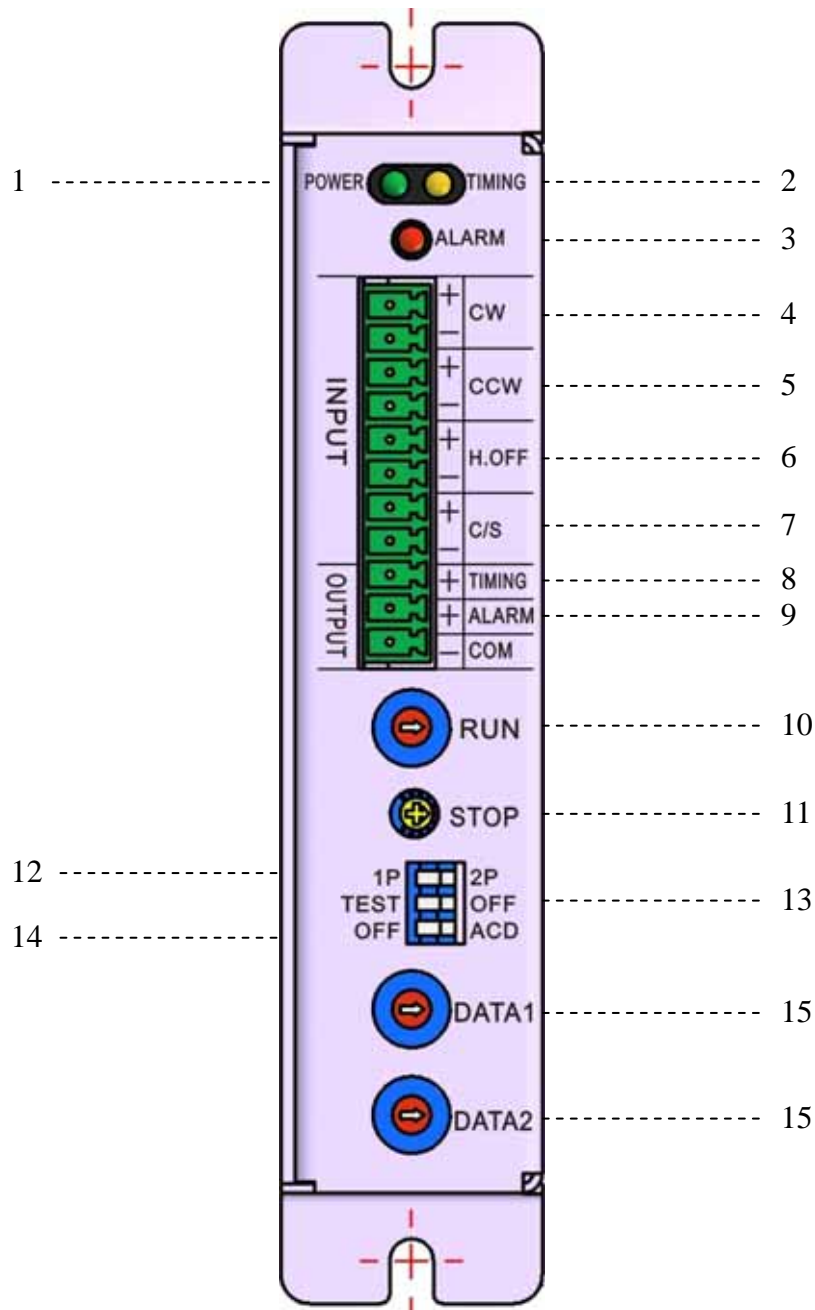 1 POWER TIMING 2
ALARM 3
INPUT
+ CW 4
−
+ CCW 5
−
+ H.OFF 6
−
+ C/S 7
−
OUTPUT
+ TIMING 8
+ ALARM 9
− COM
RUN 10
STOP 11
12 1P 2P
TEST OFF 13
14 OFF ACD
DATA1 15
DATA2 15